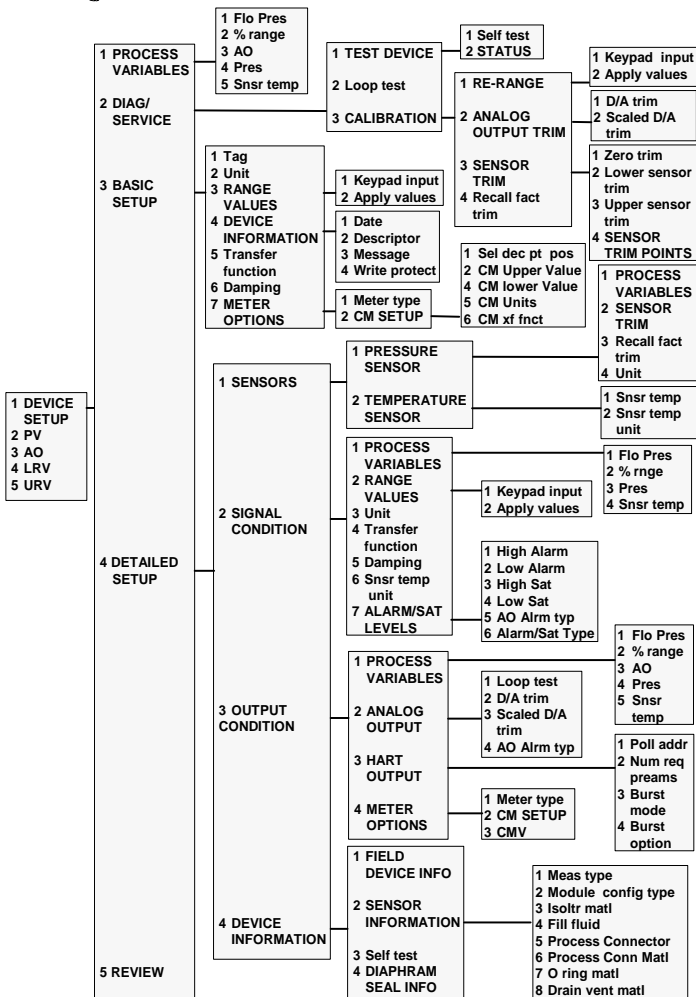 1 DEVICE
SETUP
2 PV
3 AO
4 LRV
5 URV
1 PROCESS
VARIABLES
2 DIAG/
SERVICE
3 BASIC
SETUP
4 DETAILED
SETUP
5 REVIEW
1 Flo Pres
2 % range
3 AO
4 Pres
5 Snsr temp
1 TEST DEVICE
2 Loop test
3 CALIBRATION
1 Self test
2 STATUS
1 RE-RANGE
2 ANALOG
OUTPUT TRIM
3 SENSOR
TRIM
4 Recall fact
trim
1 Keypad input
2 Apply values
1 D/A trim
2 Scaled D/A
trim
1 Zero trim
2 Lower sensor
trim
3 Upper sensor
trim
4 SENSOR
TRIM POINTS
1 Tag
2 Unit
3 RANGE
VALUES
4 DEVICE
INFORMATION
5 Transfer
function
6 Damping
7 METER
OPTIONS
1 Keypad input
2 Apply values
1 Date
2 Descriptor
3 Message
4 Write protect
1 Meter type
2 CM SETUP
1 Sel dec pt pos
2 CM Upper Value
4 CM lower Value
5 CM Units
6 CM xf fnct
1 SENSORS
2 SIGNAL
CONDITION
3 OUTPUT
CONDITION
4 DEVICE
INFORMATION
1 PRESSURE
SENSOR
2 TEMPERATURE
SENSOR
1 PROCESS
VARIABLES
2 SENSOR
TRIM
3 Recall fact
trim
4 Unit
1 Snsr temp
2 Snsr temp
unit
1 PROCESS
VARIABLES
2 RANGE
VALUES
3 Unit
4 Transfer
function
5 Damping
6 Snsr temp
unit
7 ALARM/SAT
LEVELS
1 Flo Pres
2 % rnge
3 Pres
4 Snsr temp
1 Keypad input
2 Apply values
1 High Alarm
2 Low Alarm
3 High Sat
4 Low Sat
5 AO Alrm typ
6 Alarm/Sat Type
1 PROCESS
VARIABLES
2 ANALOG
OUTPUT
3 HART
OUTPUT
4 METER
OPTIONS
1 Flo Pres
2 % range
3 AO
4 Pres
5 Snsr
temp
1 Loop test
2 D/A trim
3 Scaled D/A
trim
4 AO Alrm typ
1 Poll addr
2 Num req
preams
3 Burst
mode
4 Burst
option
1 Meter type
2 CM SETUP
3 CMV
1 FIELD
DEVICE INFO
2 SENSOR
INFORMATION
3 Self test
4 DIAPHRAM
SEAL INFO
1 Meas type
2 Module config type
3 Isoltr matl
4 Fill fluid
5 Process Connector
6 Process Conn Matl
7 O ring matl
8 Drain vent matl